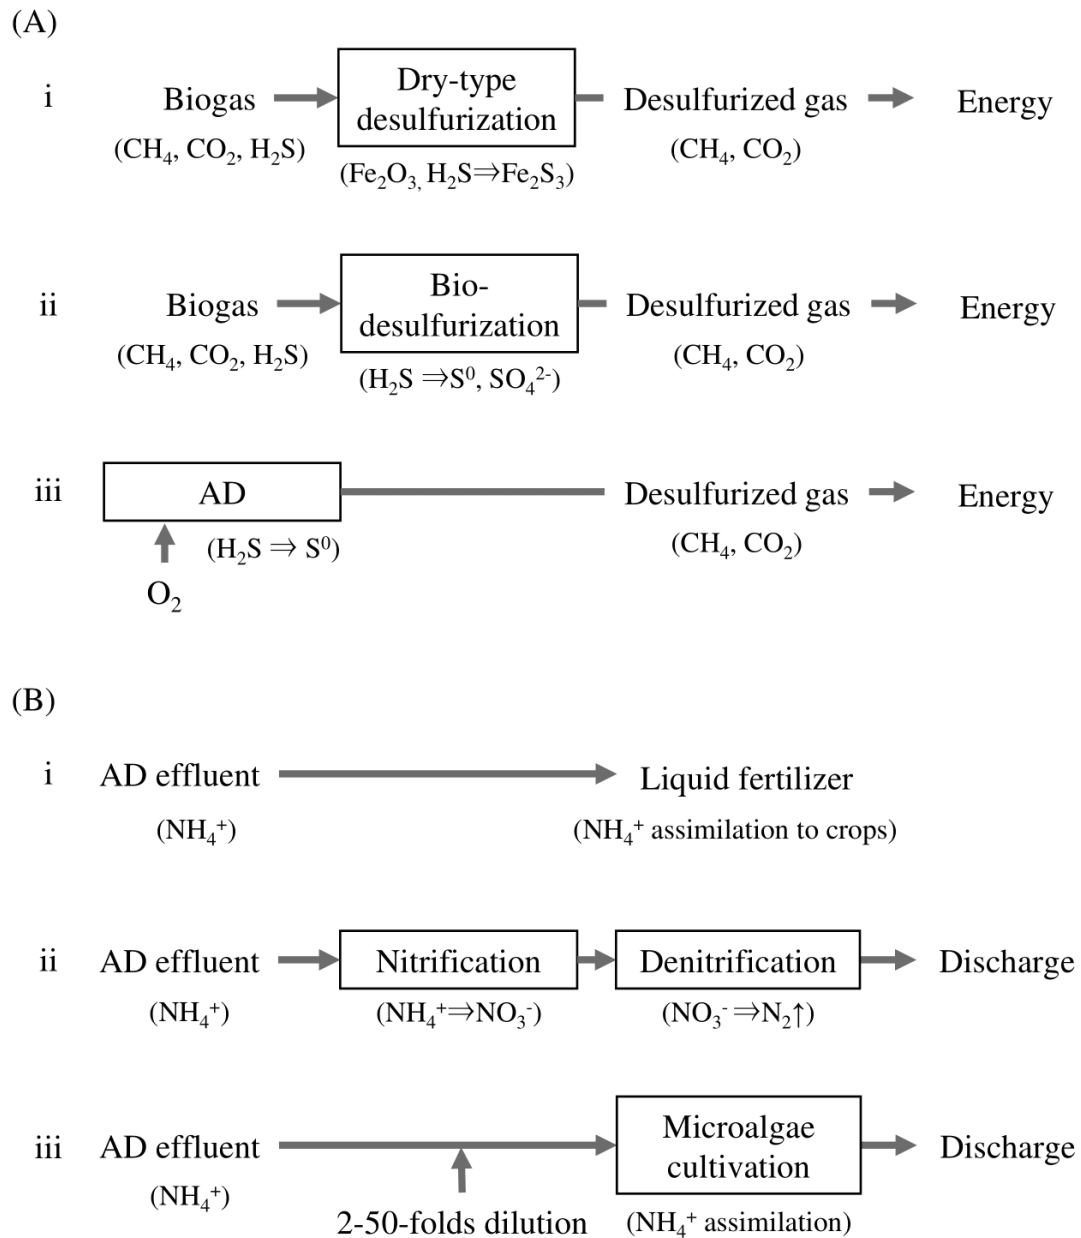 (A)
i
Biogas
(CH₄, CO₂, H₂S)
Dry-type
desulfurization
(Fe₂O₃, H₂S⇒Fe₂S₃)
Desulfurized gas
(CH₄, CO₂)
Energy
ii
Biogas
(CH₄, CO₂, H₂S)
Bio-
desulfurization
(H₂S ⇒S⁰, SO₄²⁻)
Desulfurized gas
(CH₄, CO₂)
Energy
iii
AD
(H₂S ⇒ S⁰)
O₂
Desulfurized gas
(CH₄, CO₂)
Energy
(B)
i
AD effluent
(NH₄⁺)
Liquid fertilizer
(NH₄⁺ assimilation to crops)
ii
AD effluent
(NH₄⁺)
Nitrification
(NH₄⁺⇒NO₃⁻)
Denitrification
(NO₃⁻ ⇒N₂↑)
Discharge
iii
AD effluent
(NH₄⁺)
2-50-folds dilution
Microalgae
cultivation
(NH₄⁺ assimilation)
Discharge